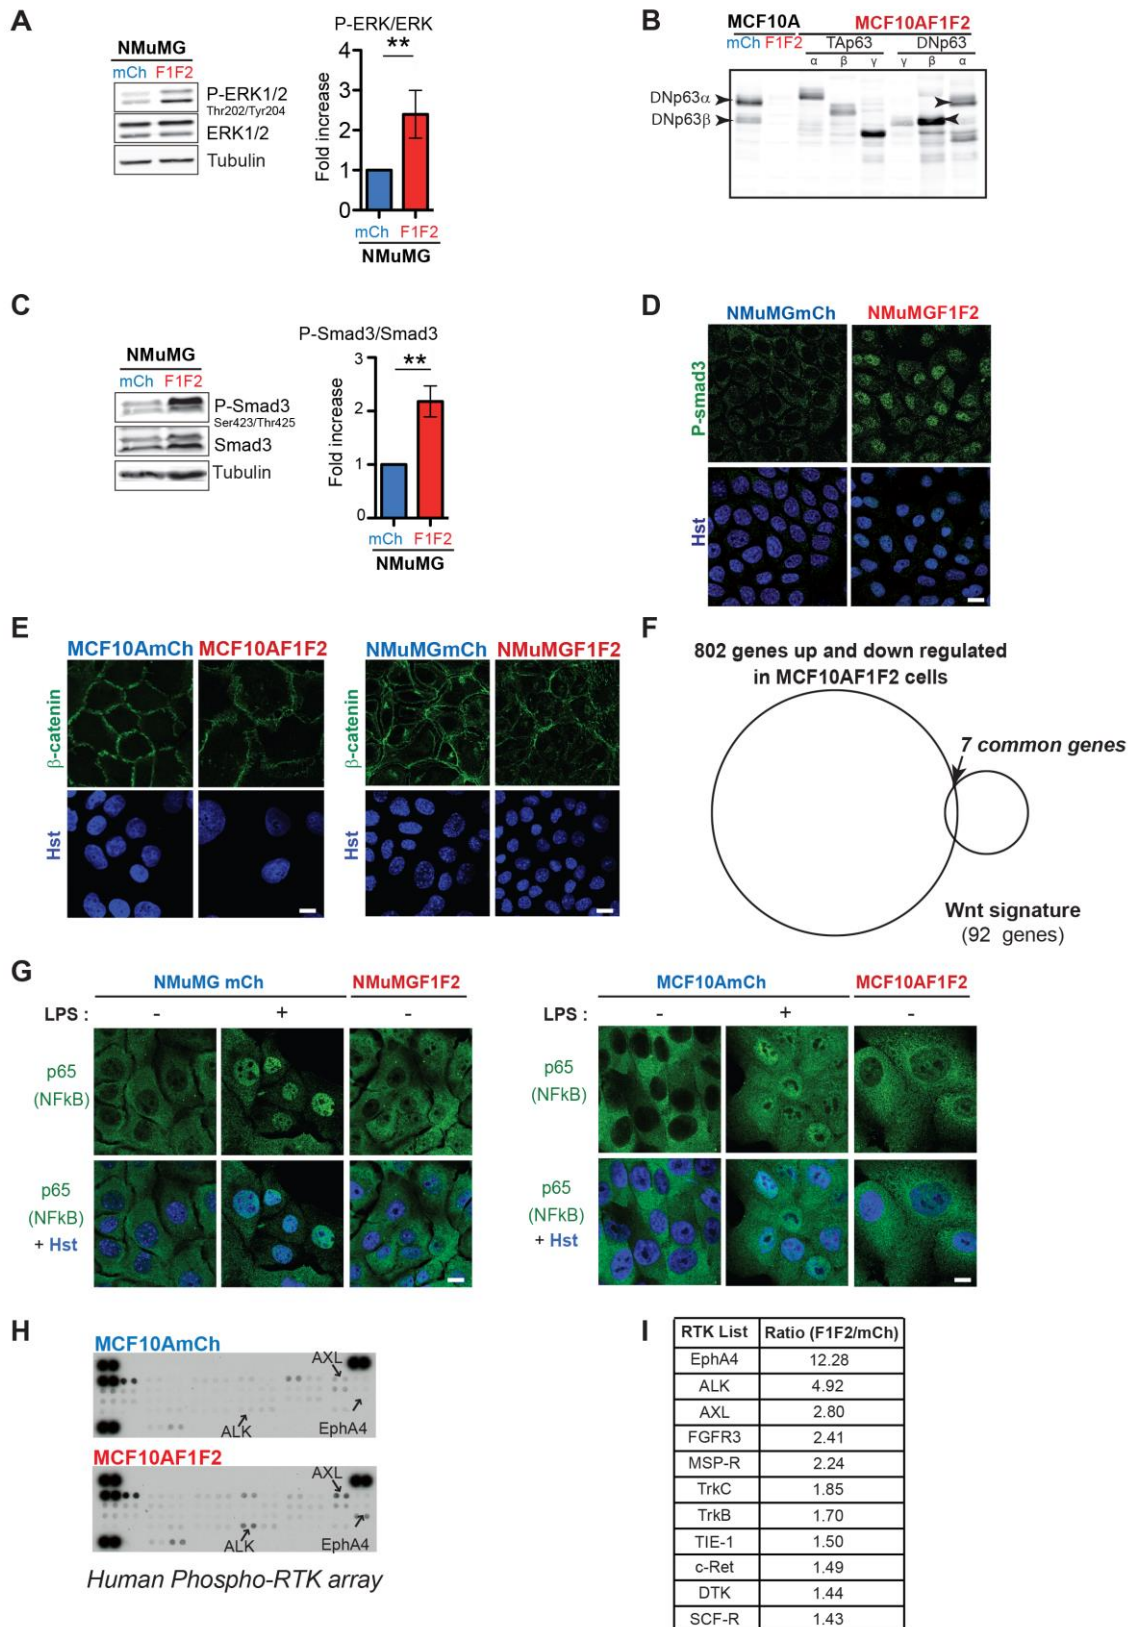 A
NMuMG
mCh F1F2
P-ERK1/2
Thr202/Tyr204
ERK1/2
Tubulin
P-ERK/ERK
**
Fold increase
4
3
2
1
0
mCh F1F2
NMuMG
B
MCF10A MCF10AF1F2
mCh F1F2 TAp63 DNp63
α β γ γ β α
DNp63α
DNp63β
C
NMuMG
mCh F1F2
P-Smad3
Ser423/Thr425
Smad3
Tubulin
P-Smad3/Smad3
**
Fold increase
3
2
1
0
mCh F1F2
NMuMG
D
NMuMGmCh NMuMGF1F2
P-smad3
Hst
E
MCF10AmCh MCF10AF1F2 NMuMGmCh NMuMGF1F2
β-catenin β-catenin
Hst Hst
F
802 genes up and down regulated
in MCF10AF1F2 cells
7 common genes
Wnt signature
(92 genes)
G
NMuMG mCh NMuMGF1F2
LPS : - + -
p65
(NFkB)
p65
(NFkB)
+ Hst
MCF10AmCh MCF10AF1F2
LPS : - + -
p65
(NFkB)
p65
(NFkB)
+ Hst
H
MCF10AmCh
AXL
ALK
EphA4
MCF10AF1F2
AXL
ALK
EphA4
Human Phospho-RTK array
I
RTK List Ratio (F1F2/mCh)
EphA4 12.28
ALK 4.92
AXL 2.80
FGFR3 2.41
MSP-R 2.24
TrkC 1.85
TrkB 1.70
TIE-1 1.50
c-Ret 1.49
DTK 1.44
SCF-R 1.43